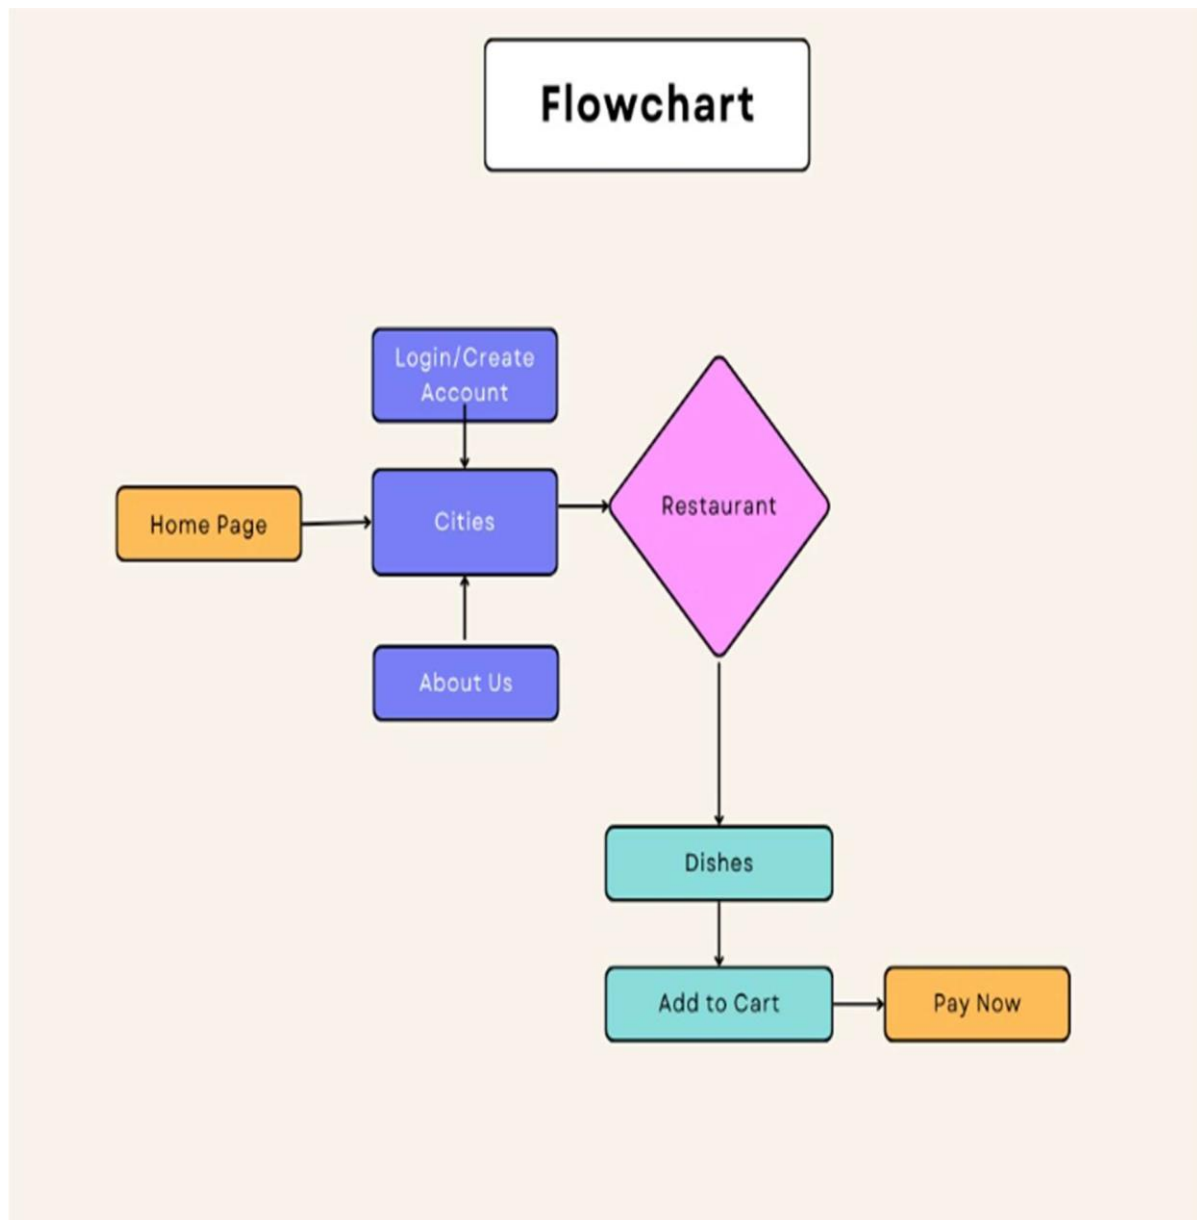 Flowchart
Login/Create
Account
Home Page
Cities
Restaurant
About Us
Dishes
Add to Cart
Pay Now